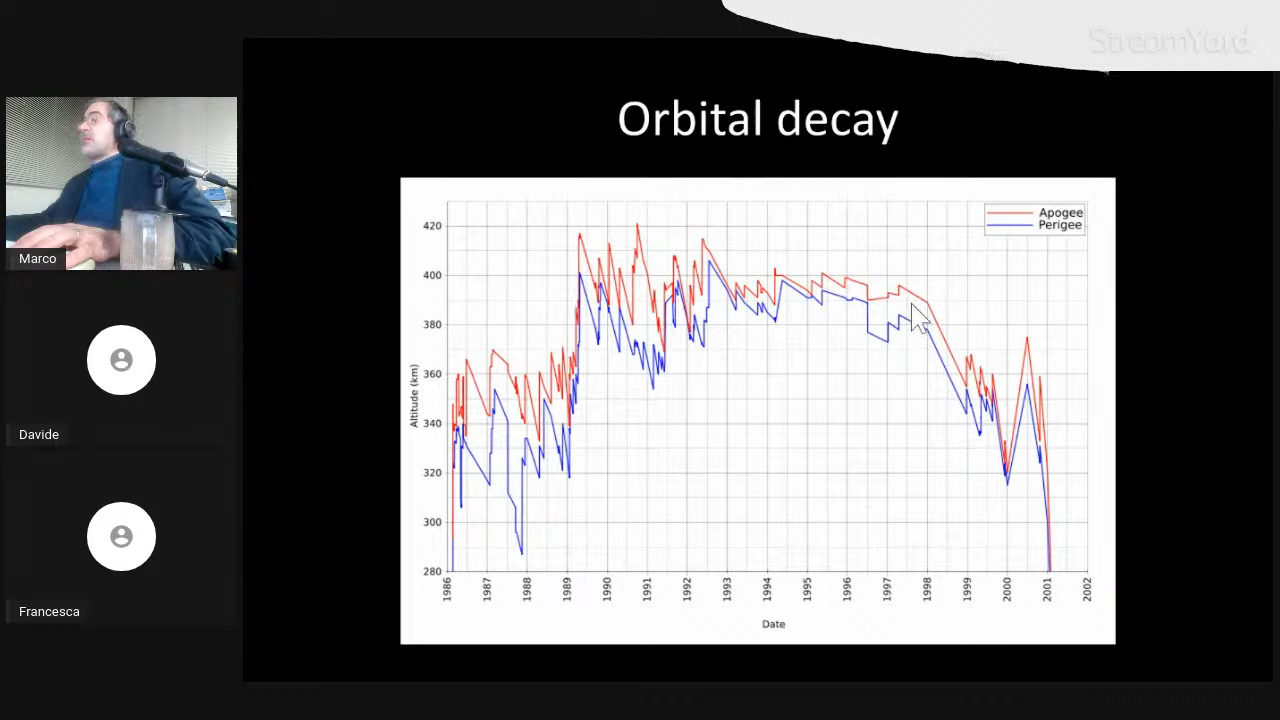 StreamYard
Orbital decay
Marco
Davide
Francesca
Apogee
Perigee
Altitude (km)
420
400
380
360
340
320
300
280
1986 1987 1988 1989 1990 1991 1992 1993 1994 1995 1996 1997 1998 1999 2000 2001 2002
Date